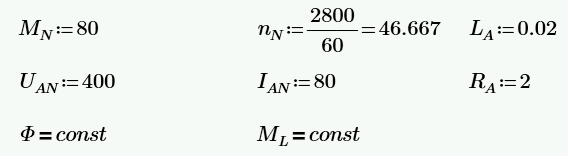 M_N := 80    n_N := 2800/60 = 46.667    L_A := 0.02
U_AN := 400    I_AN := 80    R_A := 2
Φ = const    M_L = const